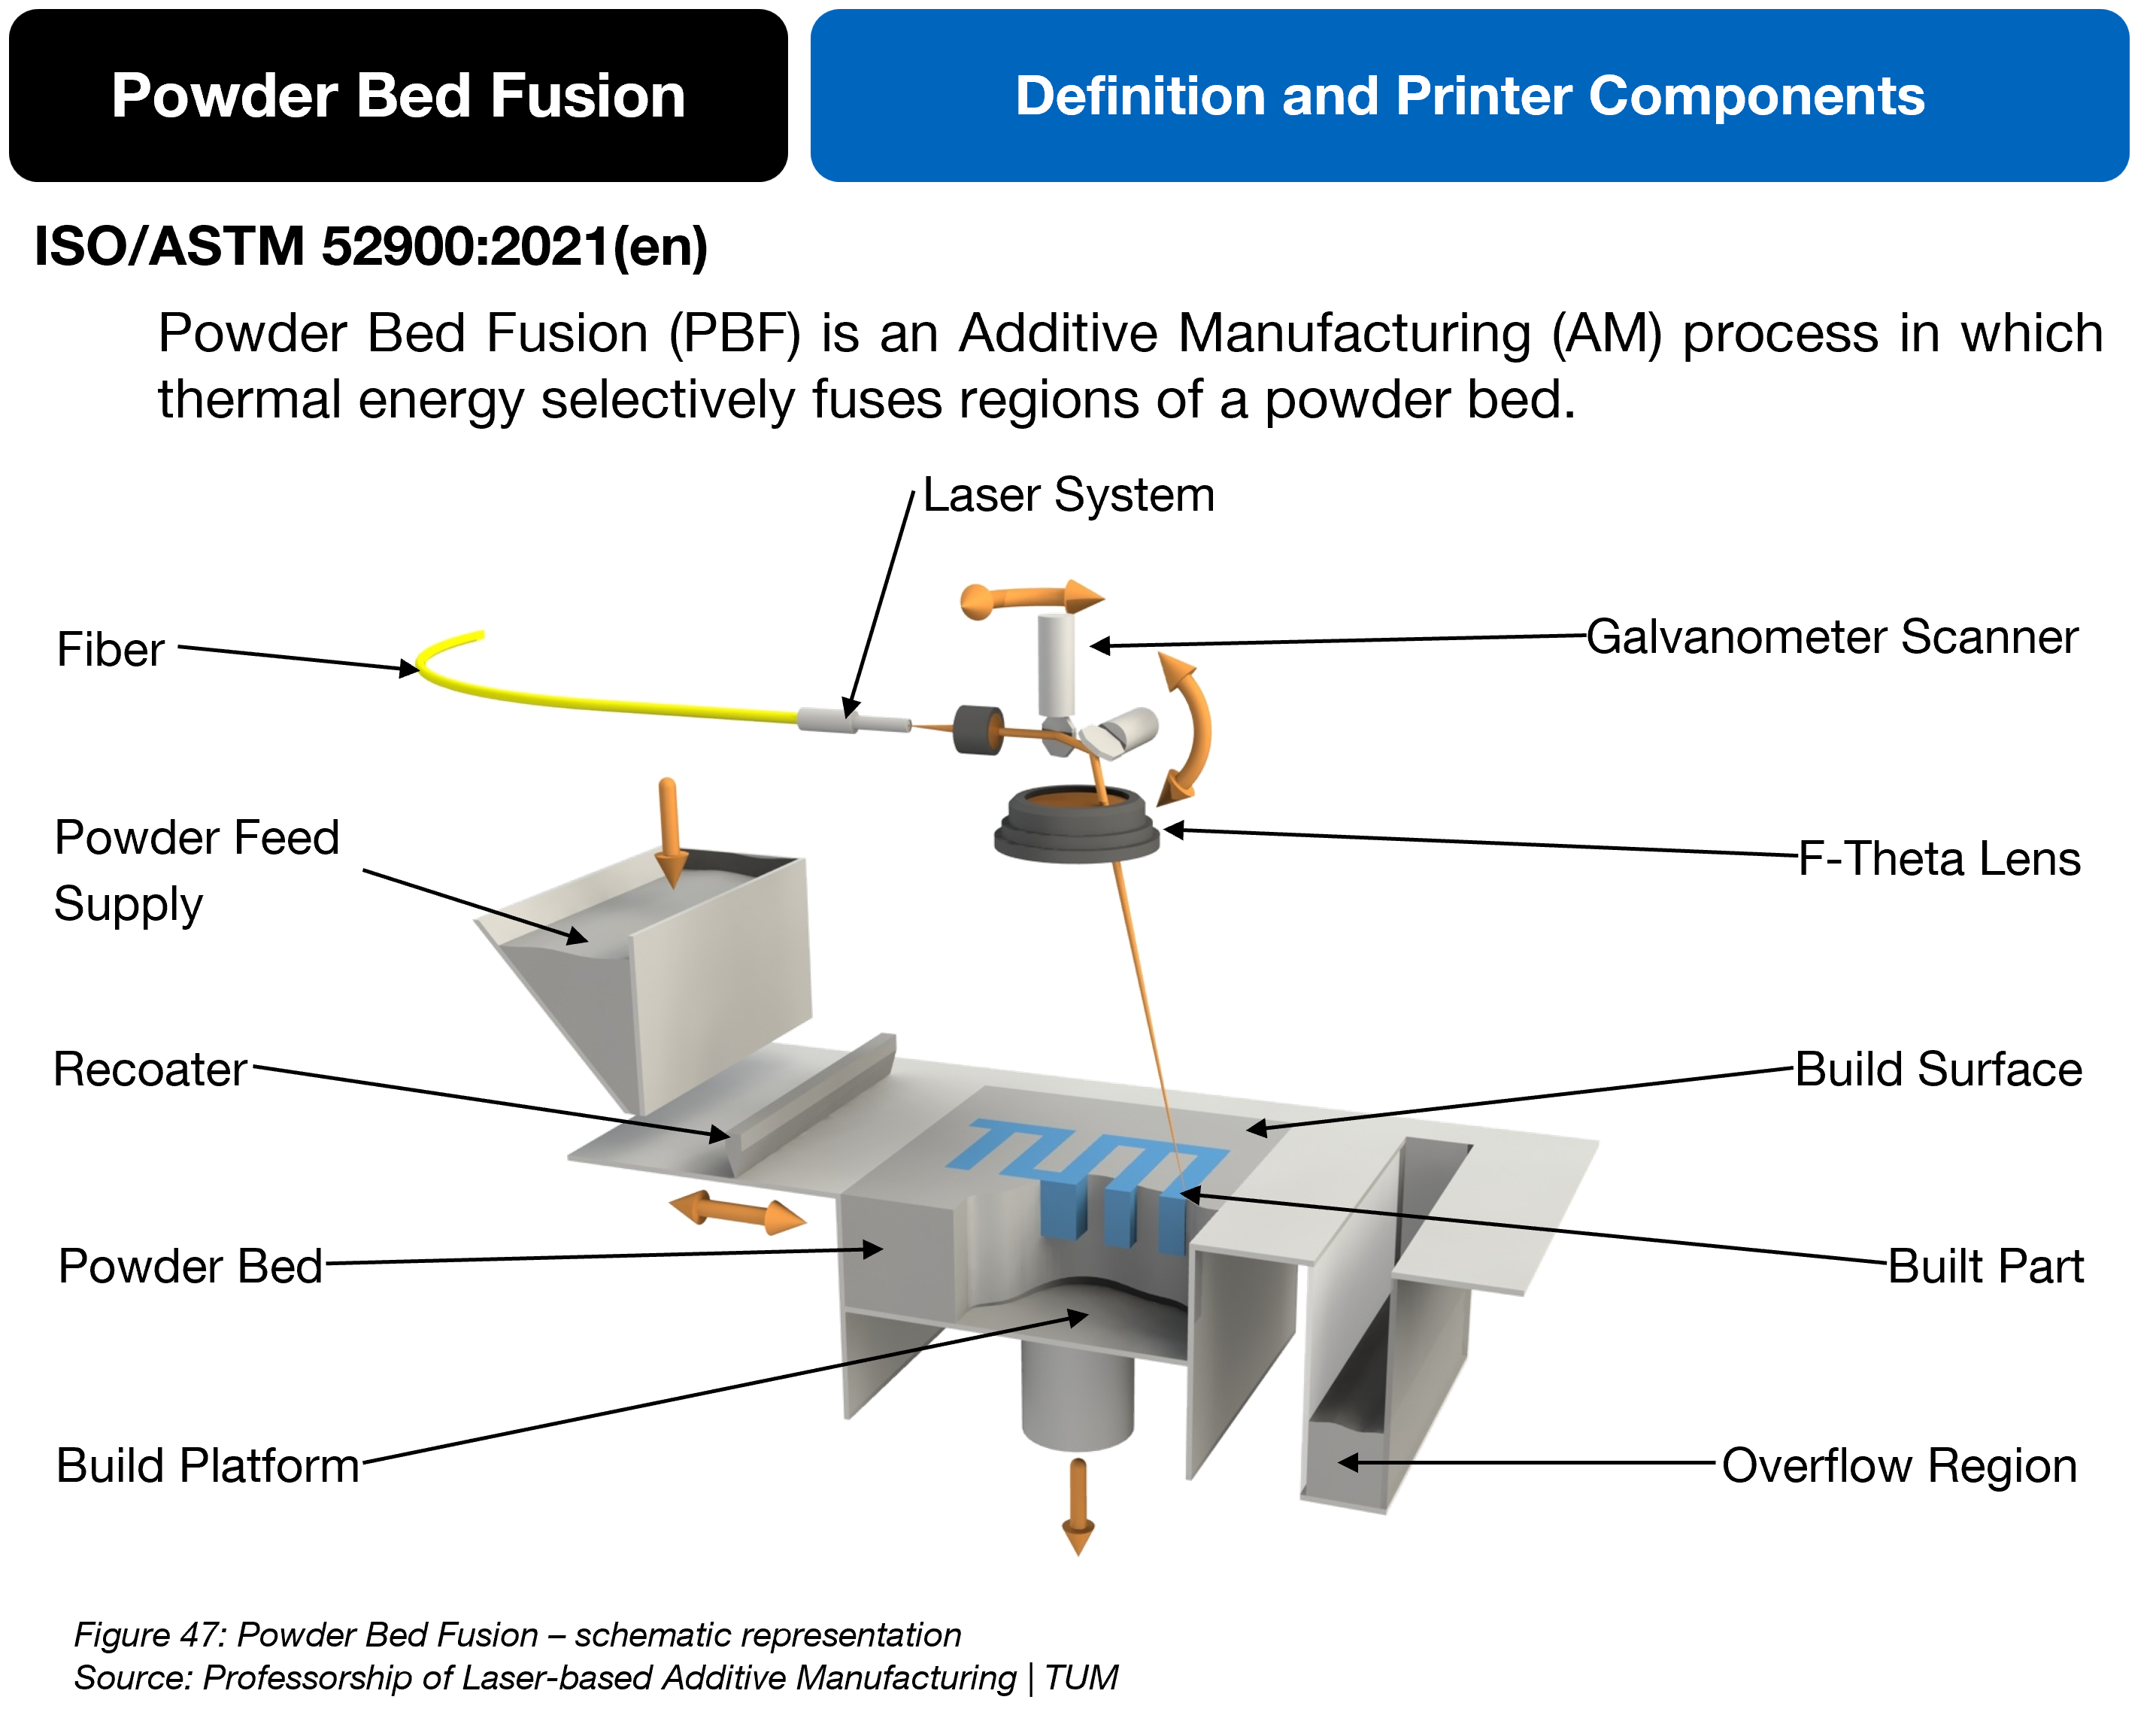 Powder Bed Fusion
Definition and Printer Components
ISO/ASTM 52900:2021(en)
Powder Bed Fusion (PBF) is an Additive Manufacturing (AM) process in which
thermal energy selectively fuses regions of a powder bed.
Laser System
Fiber
Galvanometer Scanner
Powder Feed
Supply
F-Theta Lens
Recoater
Build Surface
TUM
Powder Bed
Built Part
Build Platform
Overflow Region
Figure 47: Powder Bed Fusion – schematic representation
Source: Professorship of Laser-based Additive Manufacturing | TUM